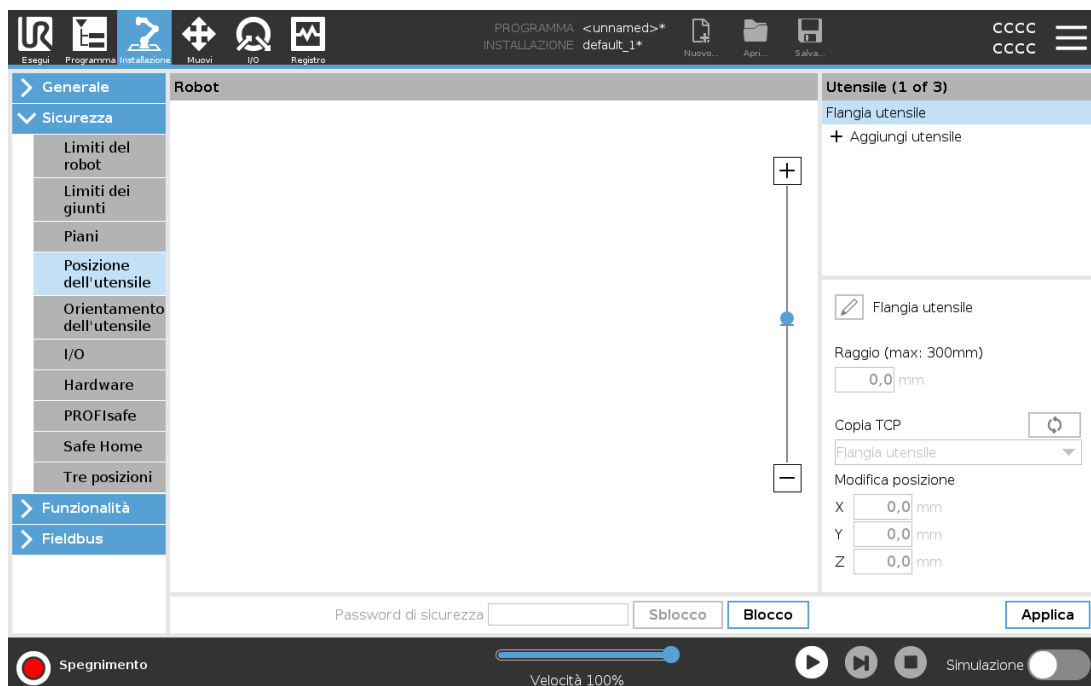 PROGRAMMA <unnamed>*
INSTALLAZIONE default_1*
Nuovo... Apri... Salva...
CCCC
CCCC
Esegui Programma Installazione Muovi I/O Registro
Generale
Sicurezza
Limiti del
robot
Limiti dei
giunti
Piani
Posizione
dell'utensile
Orientamento
dell'utensile
I/O
Hardware
PROFIsafe
Safe Home
Tre posizioni
Funzionalità
Fieldbus
Robot
Utensile (1 of 3)
Flangia utensile
+ Aggiungi utensile
Flangia utensile
Raggio (max: 300mm)
0,0 mm
Copia TCP
Flangia utensile
Modifica posizione
X 0,0 mm
Y 0,0 mm
Z 0,0 mm
Password di sicurezza Sblocco Blocco Applica
Spegnimento
Velocità 100%
Simulazione